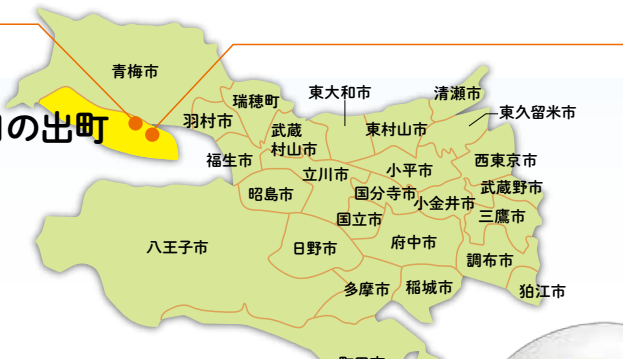 青梅市
瑞穂町
東大和市
清瀬市
東久留米市
羽村市
武蔵
村山市
東村山市
の出町
福生市
立川市
小平市
西東京市
昭島市
国分寺市
小金井市
武蔵野市
国立市
三鷹市
八王子市
日野市
府中市
調布市
多摩市
稲城市
狛江市